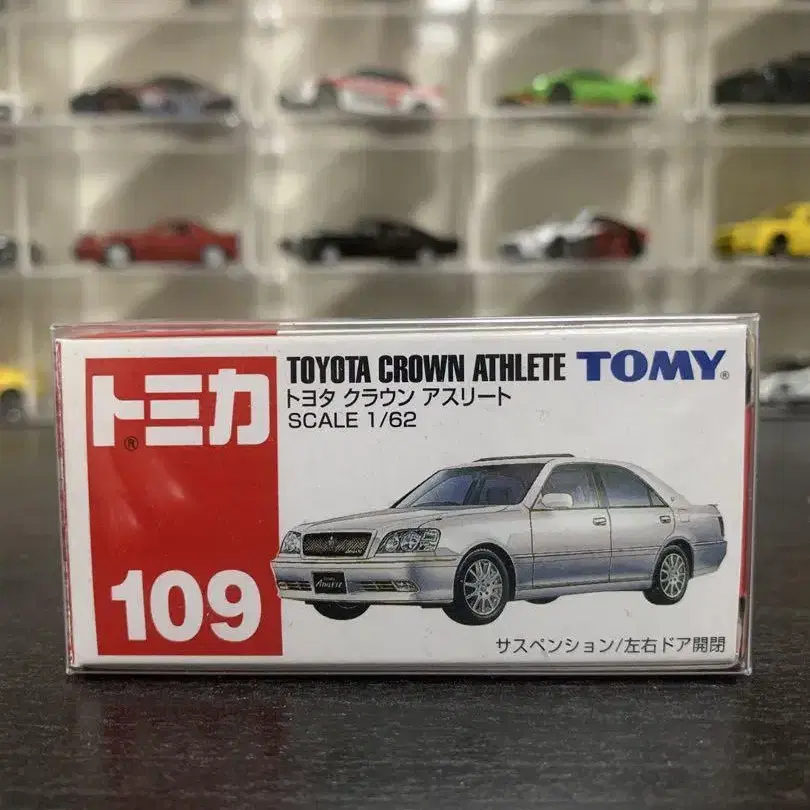 トミカ®
109
TOYOTA CROWN ATHLETE TOMY®
トヨタ クラウン アスリート
SCALE 1/62
ATHLETE
サスペンション/左右ドア開閉